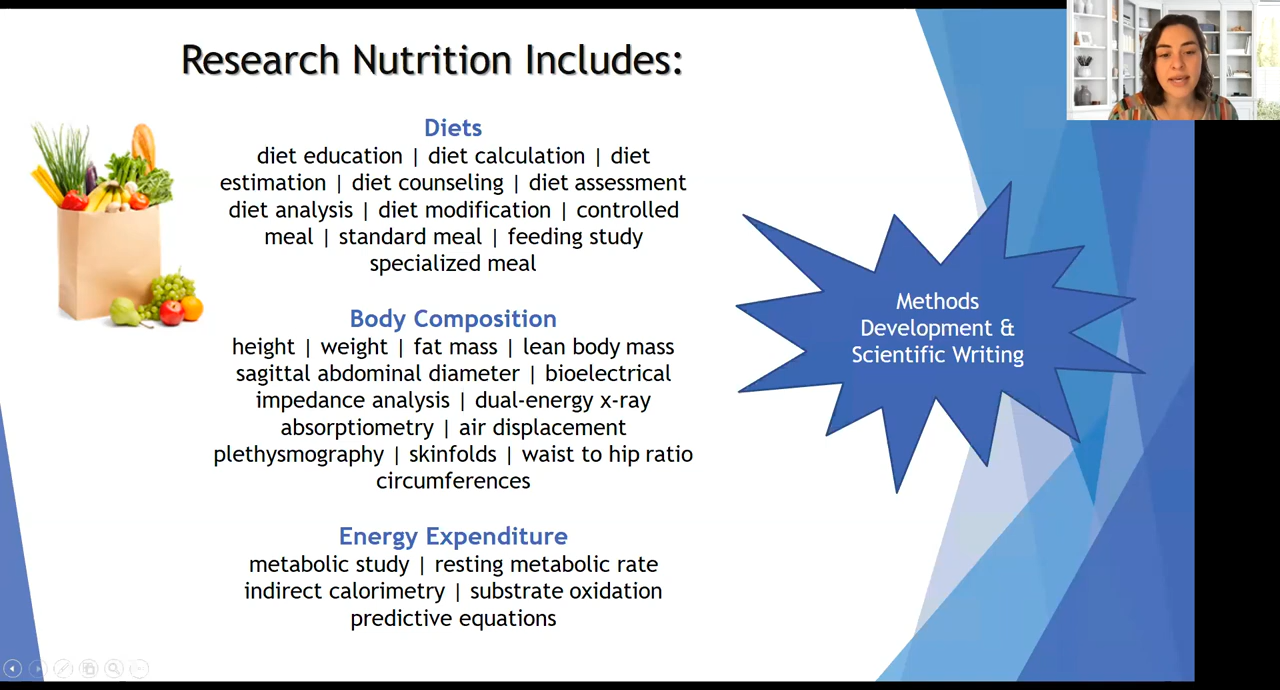 Research Nutrition Includes:
Diets
diet education | diet calculation | diet
estimation | diet counseling | diet assessment
diet analysis | diet modification | controlled
meal | standard meal | feeding study
specialized meal
Body Composition
height | weight | fat mass | lean body mass
sagittal abdominal diameter | bioelectrical
impedance analysis | dual-energy x-ray
absorptiometry | air displacement
plethysmography | skinfolds | waist to hip ratio
circumferences
Energy Expenditure
metabolic study | resting metabolic rate
indirect calorimetry | substrate oxidation
predictive equations
Methods
Development &
Scientific Writing